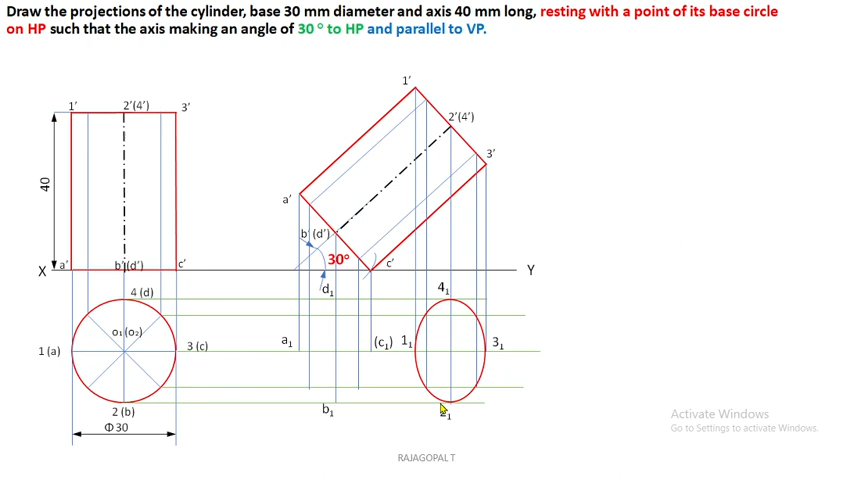 Draw the projections of the cylinder, base 30 mm diameter and axis 40 mm long, resting with a point of its base circle
on HP such that the axis making an angle of 30 ° to HP and parallel to VP.
1'
1' 2'(4') 3'
2'(4')
3'
40
a'
b' (d')
30°
X a' b'(d') c'
c'
Y
4 (d)
d₁
4₁
o₁ (o₂)
1 (a) 3 (c)
a₁ (c₁) 1₁ 3₁
2 (b)
b₁
Φ 30
Activate Windows
Go to Settings to activate Windows.
RAJAGOPAL T